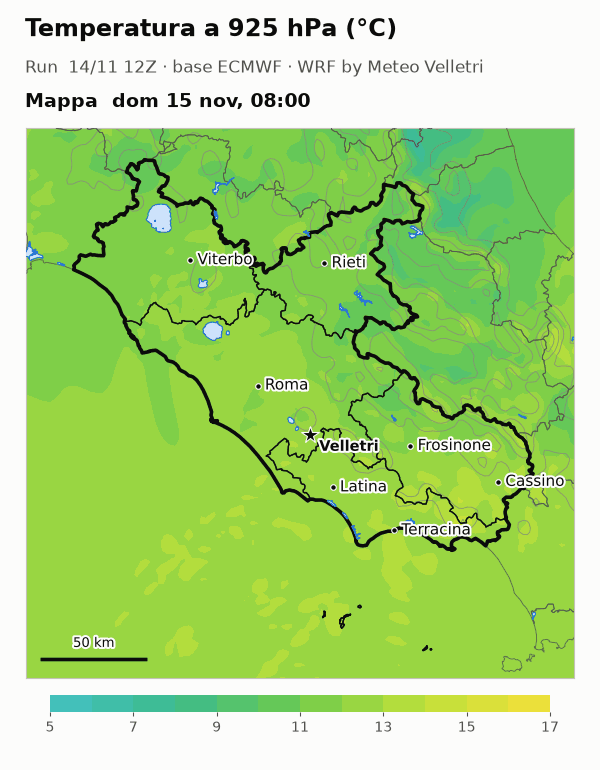 Temperatura a 925 hPa (°C)
Run  14/11 12Z · base ECMWF · WRF by Meteo Velletri
Mappa  dom 15 nov, 08:00
Viterbo
Rieti
Roma
Velletri
Frosinone
Latina
Cassino
Terracina
50 km
5 7 9 11 13 15 17